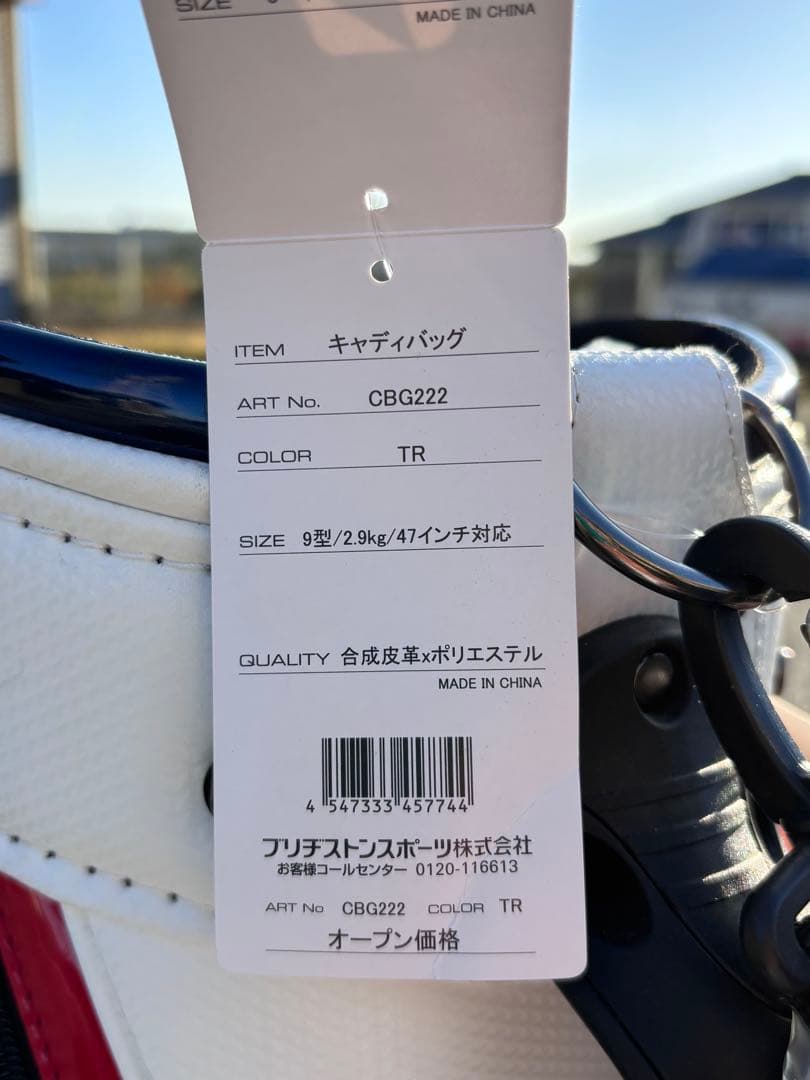 SIZE
MADE IN CHINA
ITEM キャディバッグ
ART No. CBG222
COLOR TR
SIZE 9型/2.9kg/47インチ対応
QUALITY 合成皮革xポリエステル
MADE IN CHINA
4 547333 457744
ブリヂストンスポーツ株式会社
お客様コールセンター 0120-116613
ART No CBG222 COLOR TR
オープン価格